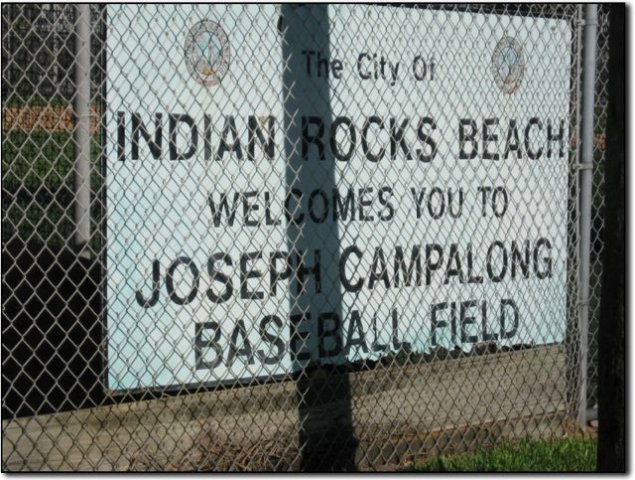 The City Of
INDIAN ROCKS BEACH
WELCOMES YOU TO
JOSEPH CAMPALONG
BASEBALL FIELD